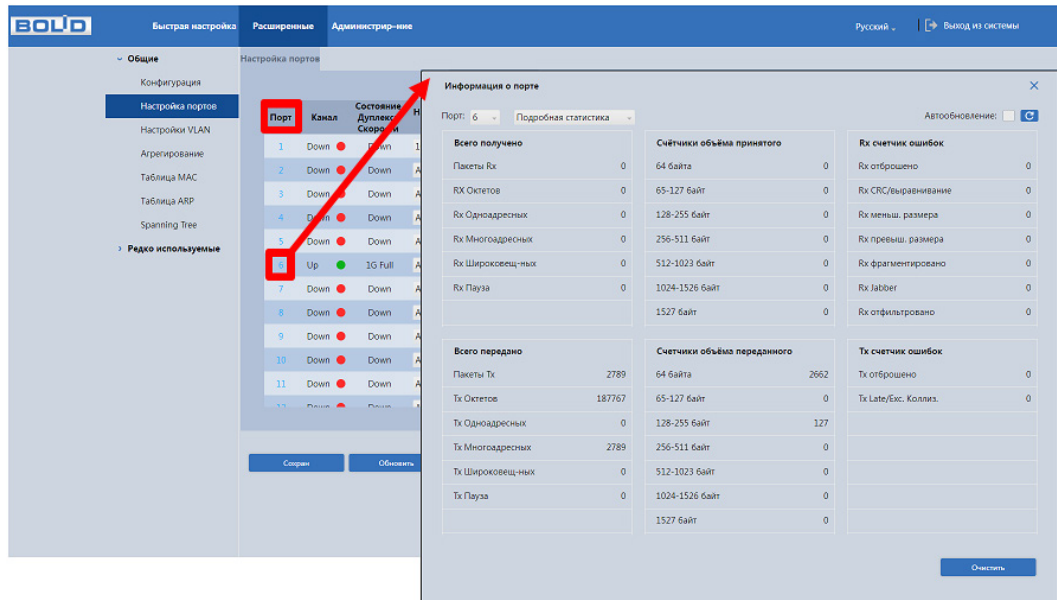 BOLID
Быстрая настройка Расширенные Администрир-ние Русский Выход из системы
Общие
Конфигурация
Настройка портов
Настройки VLAN
Агрегирование
Таблица MAC
Таблица ARP
Spanning Tree
Редко используемые
Настройка портов
Порт Канал Состояние Дуплекс Скорости Н
1 Down Down 1
2 Down Down A
3 Down Down A
4 Down Down A
5 Down Down A
6 Up 1G Full A
7 Down Down A
8 Down Down A
9 Down Down A
10 Down Down A
11 Down Down A
12 Down Down
Сохран Обновить
Информация о порте
Порт: 6 Подробная статистика Автообновление:
Всего получено Счётчики объёма принятого Rx счетчик ошибок
Пакеты Rx 0 64 байта 0 Rx отброшено 0
RX Октетов 0 65-127 байт 0 Rx CRC/выравнивание 0
Rx Одноадресных 0 128-255 байт 0 Rx меньш. размера 0
Rx Многоадресных 0 256-511 байт 0 Rx превыш. размера 0
Rx Широковещ-ных 0 512-1023 байт 0 Rx фрагментировано 0
Rx Пауза 0 1024-1526 байт 0 Rx Jabber 0
1527 байт 0 Rx отфильтровано 0
Всего передано Счетчики объёма переданного Tx счетчик ошибок
Пакеты Tx 2789 64 байта 2662 Tx отброшено 0
Tx Октетов 187767 65-127 байт 0 Tx Late/Exc. Коллиз. 0
Tx Одноадресных 0 128-255 байт 127
Tx Многоадресных 2789 256-511 байт 0
Tx Широковещ-ных 0 512-1023 байт 0
Tx Пауза 0 1024-1526 байт 0
1527 байт 0
Очистить